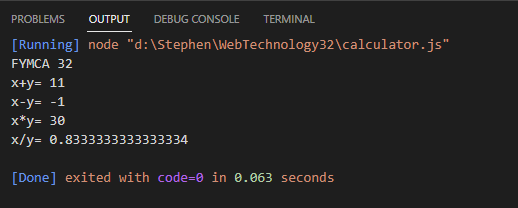 PROBLEMS OUTPUT DEBUG CONSOLE TERMINAL
[Running] node "d:\Stephen\WebTechnology32\calculator.js"
FYMCA 32
x+y= 11
x-y= -1
x*y= 30
x/y= 0.8333333333333334
[Done] exited with code=0 in 0.063 seconds